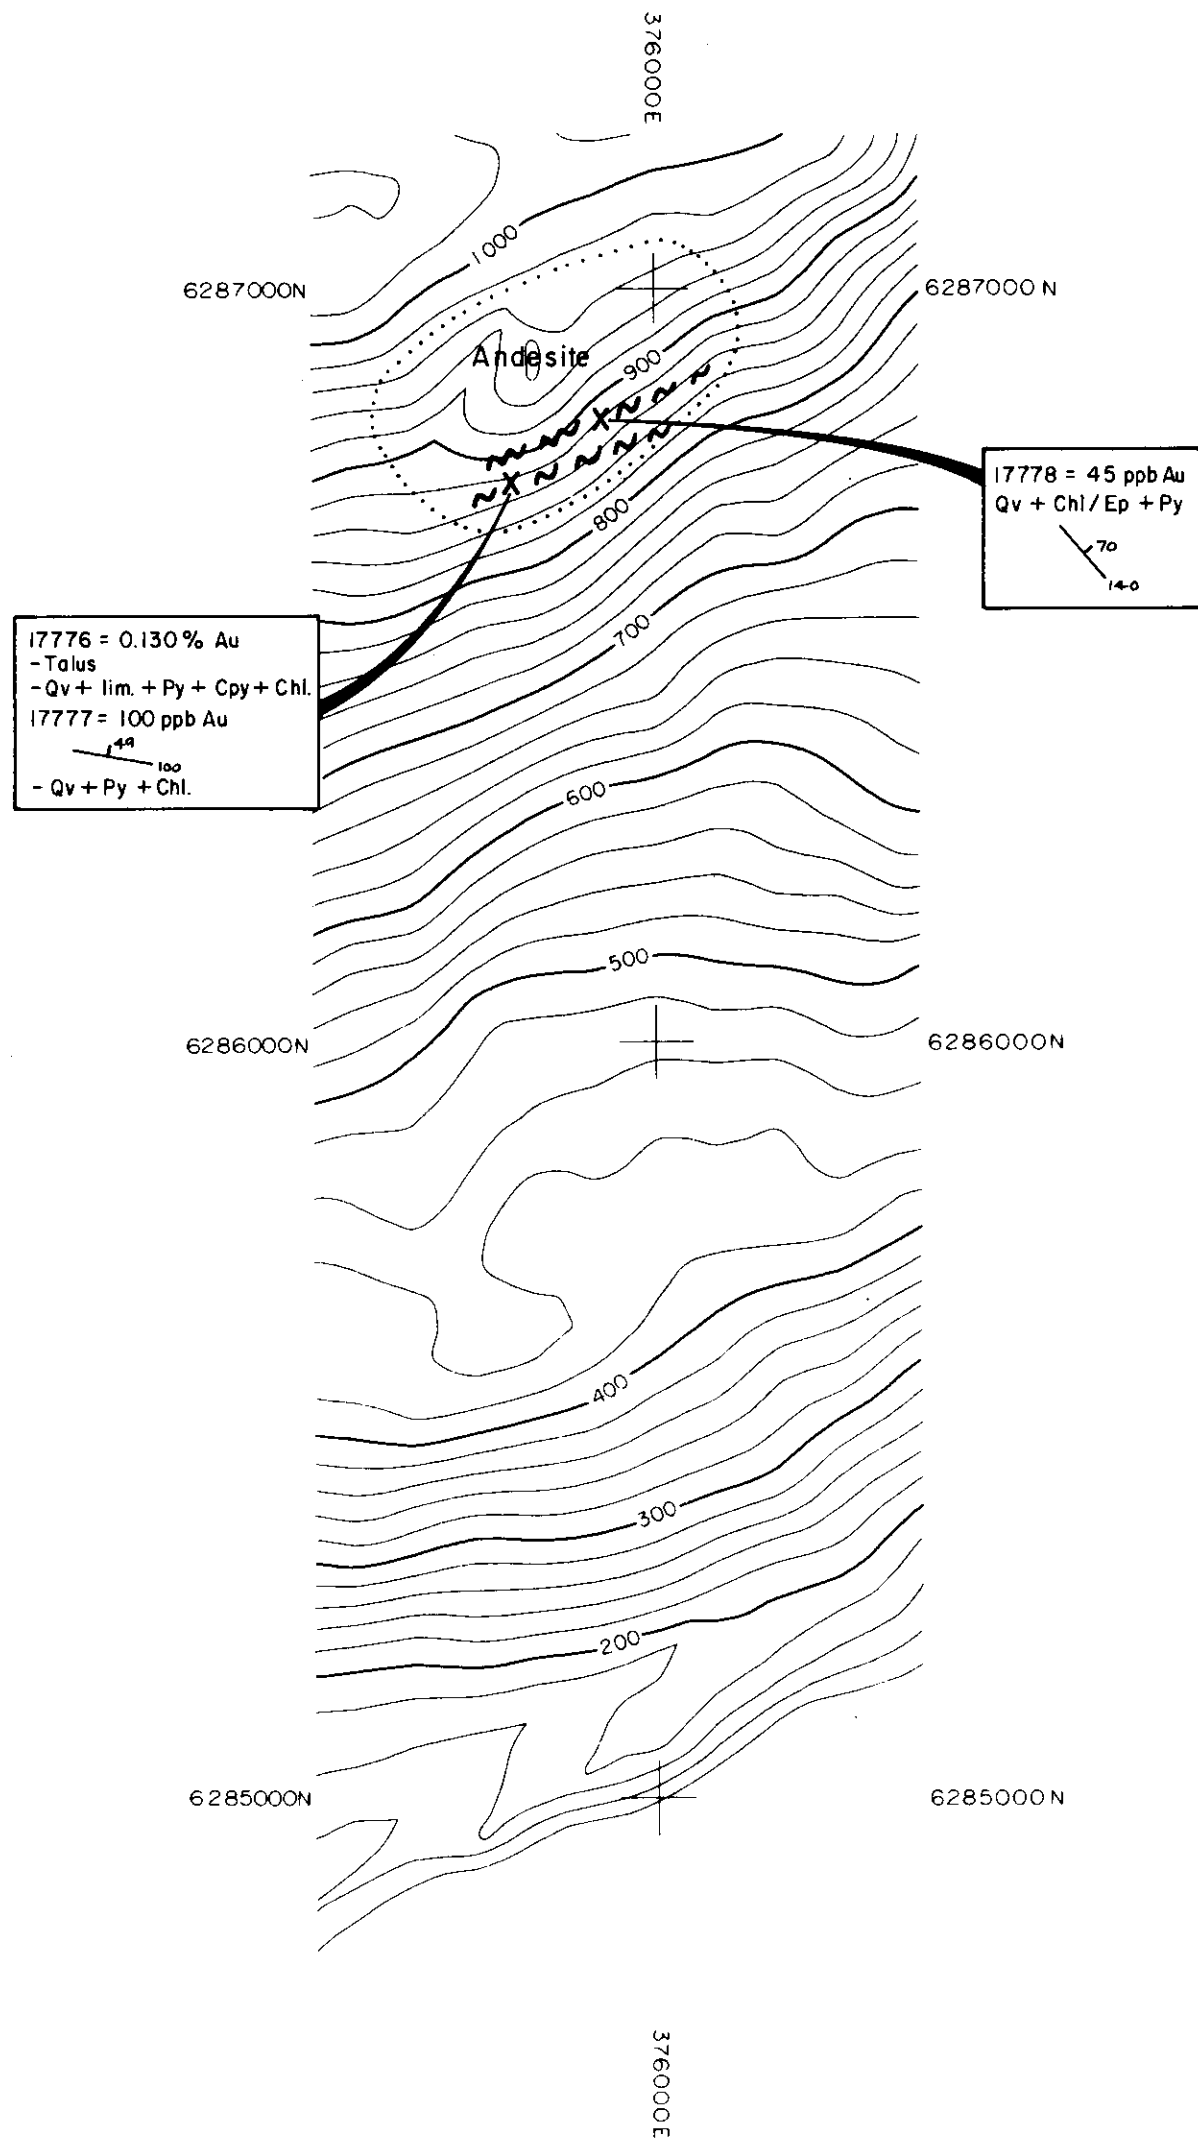 376000E
1000
6287000N
6287000N
Andesite
900
17778 = 45 ppb Au
Qv + Chl/Ep + Py
70
140
800
17776 = 0.130% Au
-Talus
-Qv + lim. + Py + Cpy + Chl.
17777 = 100 ppb Au
49
100
- Qv + Py + Chl.
700
600
500
6286000N
6286000N
400
300
200
6285000N
6285000N
376000E